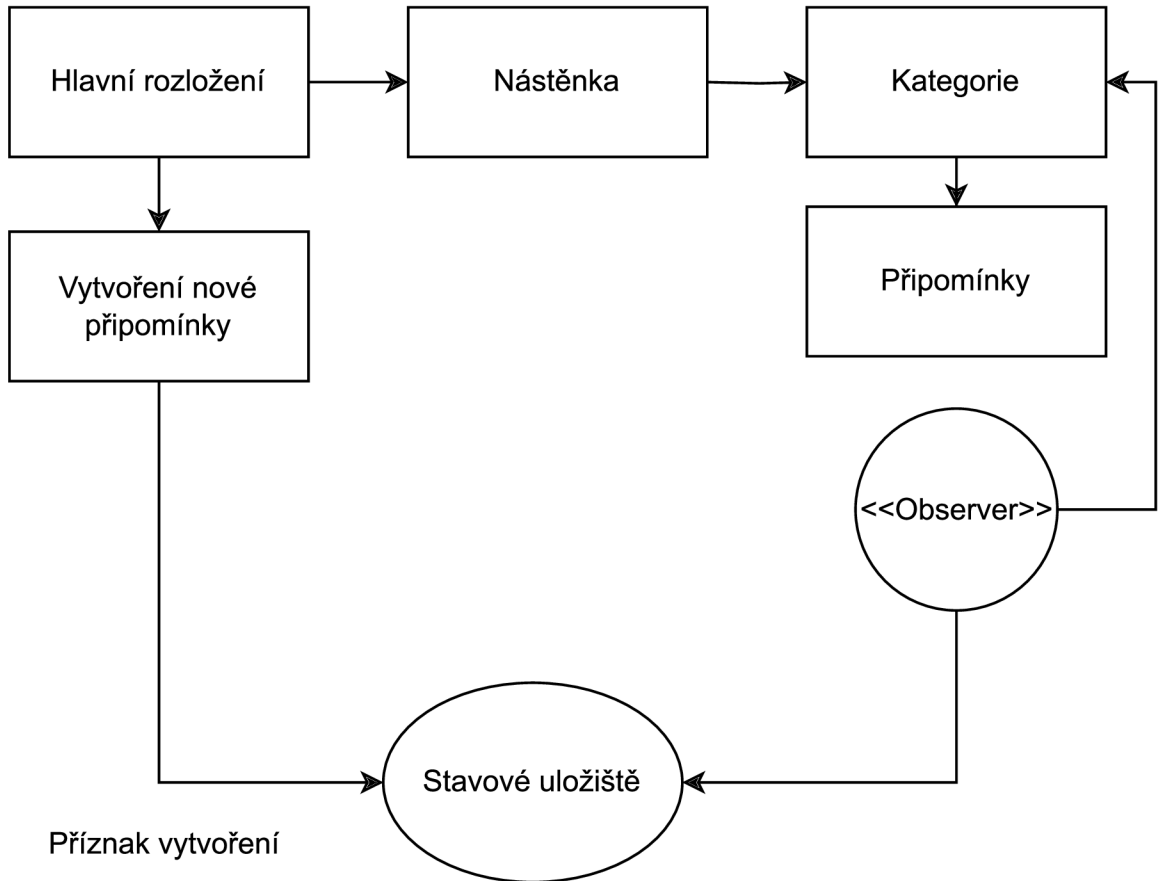 Hlavní rozložení
Nástěnka
Kategorie
Vytvoření nové
připomínky
Připomínky
<<Observer>>
Stavové uložiště
Příznak vytvoření